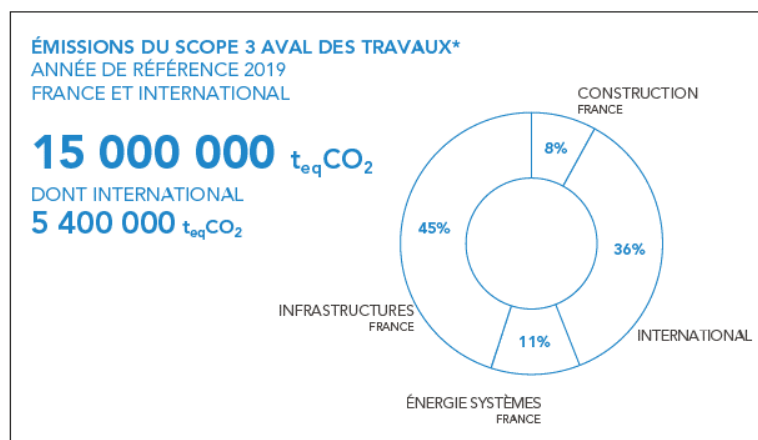 ÉMISSIONS DU SCOPE 3 AVAL DES TRAVAUX*
ANNÉE DE RÉFÉRENCE 2019
FRANCE ET INTERNATIONAL
15 000 000 teqCO2
DONT INTERNATIONAL
5 400 000 teqCO2
CONSTRUCTION
FRANCE
8%
45%
36%
INFRASTRUCTURES
FRANCE
11%
INTERNATIONAL
ÉNERGIE SYSTÈMES
FRANCE